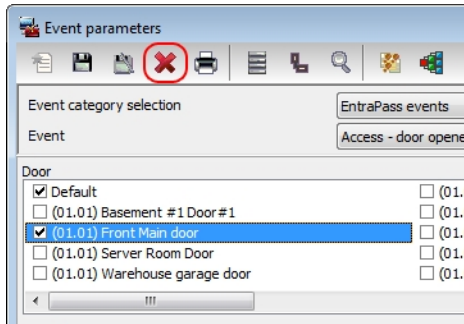 Event parameters
Event category selection
EntraPass events
Event
Access - door opene
Door
Default
(01.
(01.01) Basement #1 Door #1
(01.
(01.01) Front Main door
(01.
(01.01) Server Room Door
(01.
(01.01) Warehouse garage door
(01.